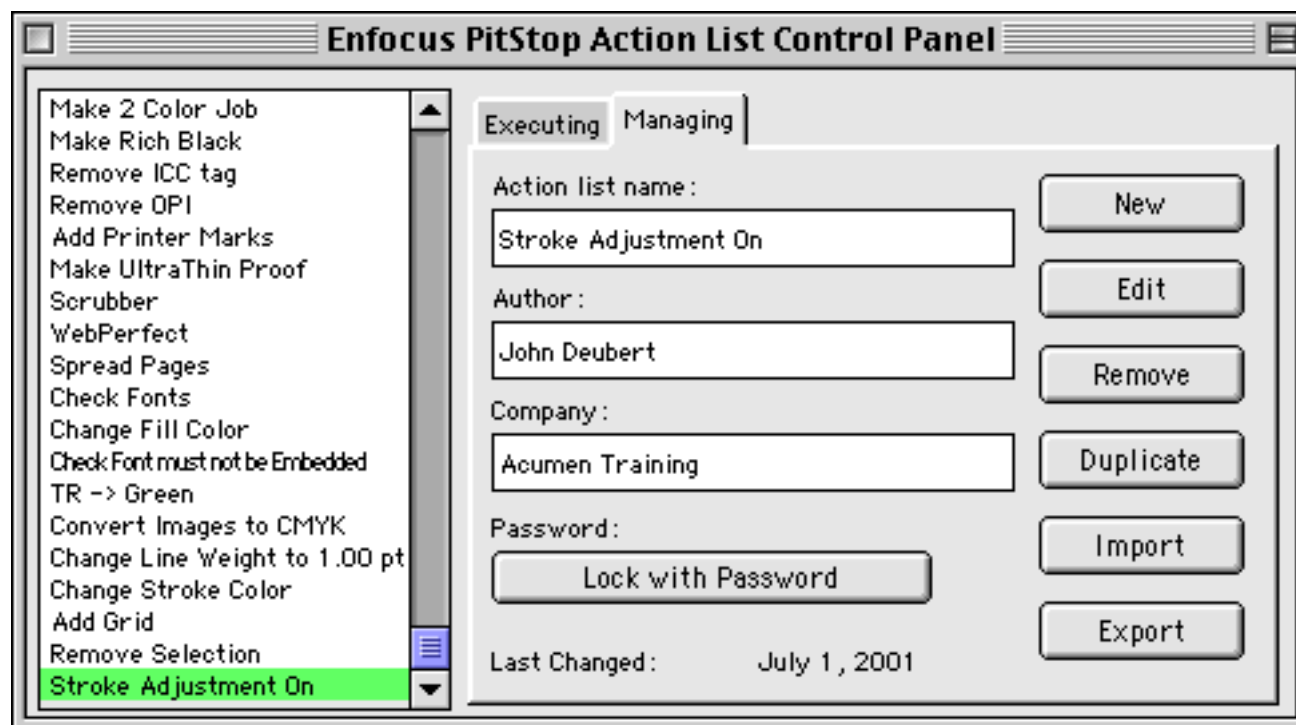 Enfocus PitStop Action List Control Panel
Make 2 Color Job
Make Rich Black
Remove ICC tag
Remove OPI
Add Printer Marks
Make UltraThin Proof
Scrubber
WebPerfect
Spread Pages
Check Fonts
Change Fill Color
Check Font must not be Embedded
TR -> Green
Convert Images to CMYK
Change Line Weight to 1.00 pt
Change Stroke Color
Add Grid
Remove Selection
Stroke Adjustment On
Executing
Managing
Action list name:
Stroke Adjustment On
Author:
John Deubert
Company:
Acumen Training
Password:
Lock with Password
Last Changed: July 1, 2001
New
Edit
Remove
Duplicate
Import
Export